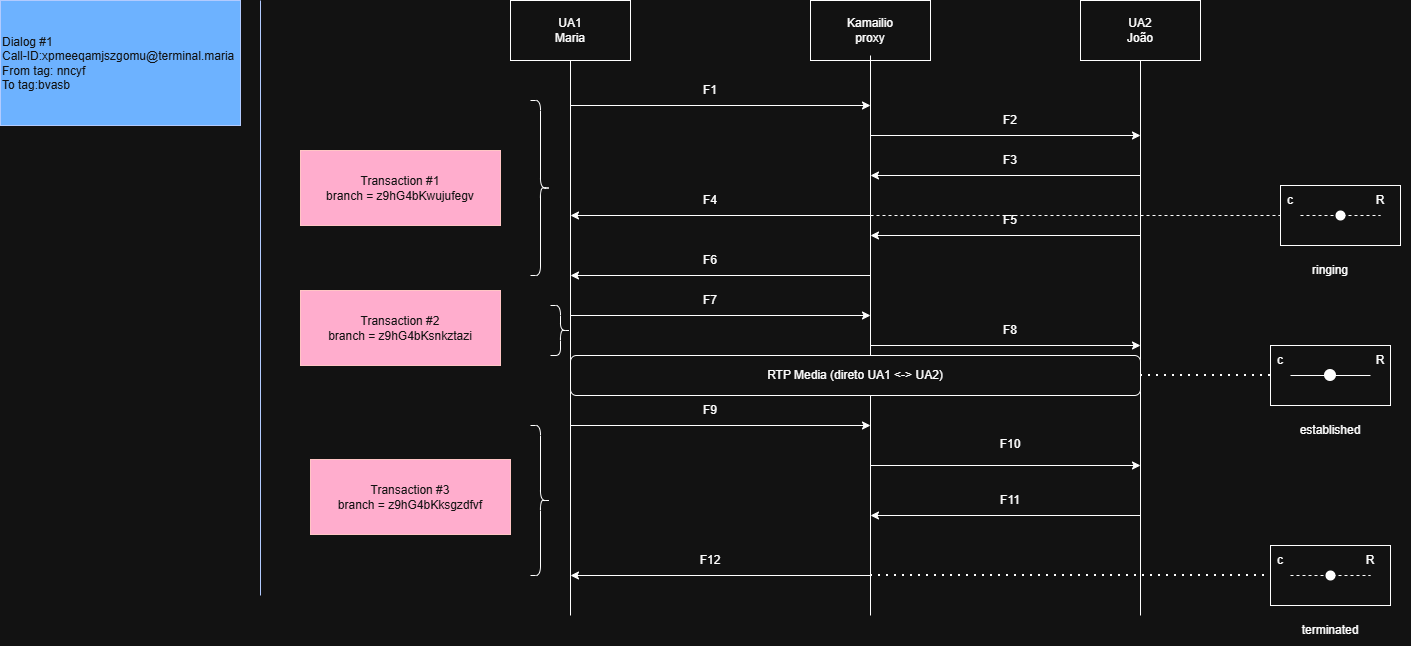 Dialog #1
Call-ID:xpmeeqamjszgomu@terminal.maria
From tag: nncyf
To tag:bvasb
UA1
Maria
Kamailio
proxy
UA2
João
F1
F2
F3
Transaction #1
branch = z9hG4bKwujufegv
F4
F5
c
R
ringing
F6
F7
Transaction #2
branch = z9hG4bKsnkztazi
F8
RTP Media (direto UA1 <-> UA2)
c
R
established
F9
F10
Transaction #3
branch = z9hG4bKksgzdfvf
F11
F12
c
R
terminated